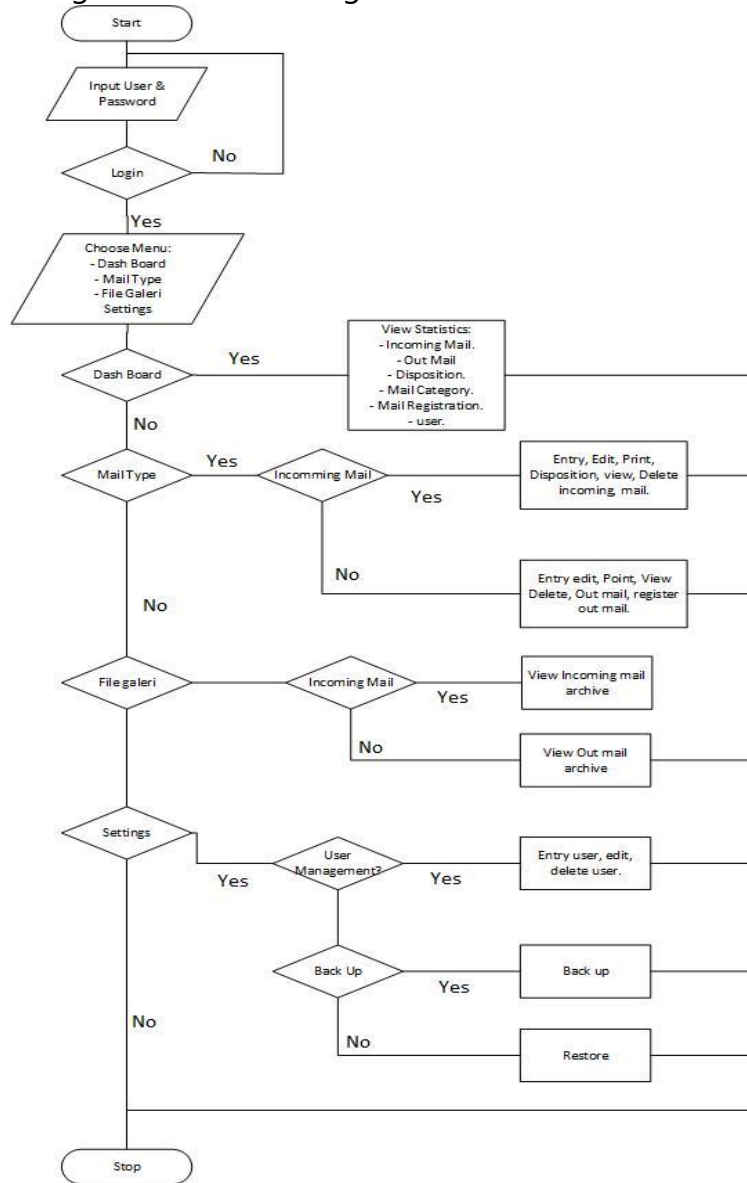 Start
Input User &
Password
No
Login
Yes
Choose Menu:
- Dash Board
- Mail Type
- File Galeri
Settings
View Statistics:
- Incoming Mail.
- Out Mail
- Disposition.
- Mail Category.
- Mail Registration.
- user.
Yes
Dash Board
No
Mail Type
Yes
Incomming Mail
Yes
Entry, Edit, Print,
Disposition, view, Delete
incoming, mail.
No
Entry edit, Point, View
Delete, Out mail, register
out mail.
No
File galeri
Incoming Mail
Yes
View Incoming mail
archive
No
View Out mail
archive
Settings
Yes
User
Management?
Yes
Entry user, edit,
delete user.
Back Up
Yes
Back up
No
No
Restore
Stop